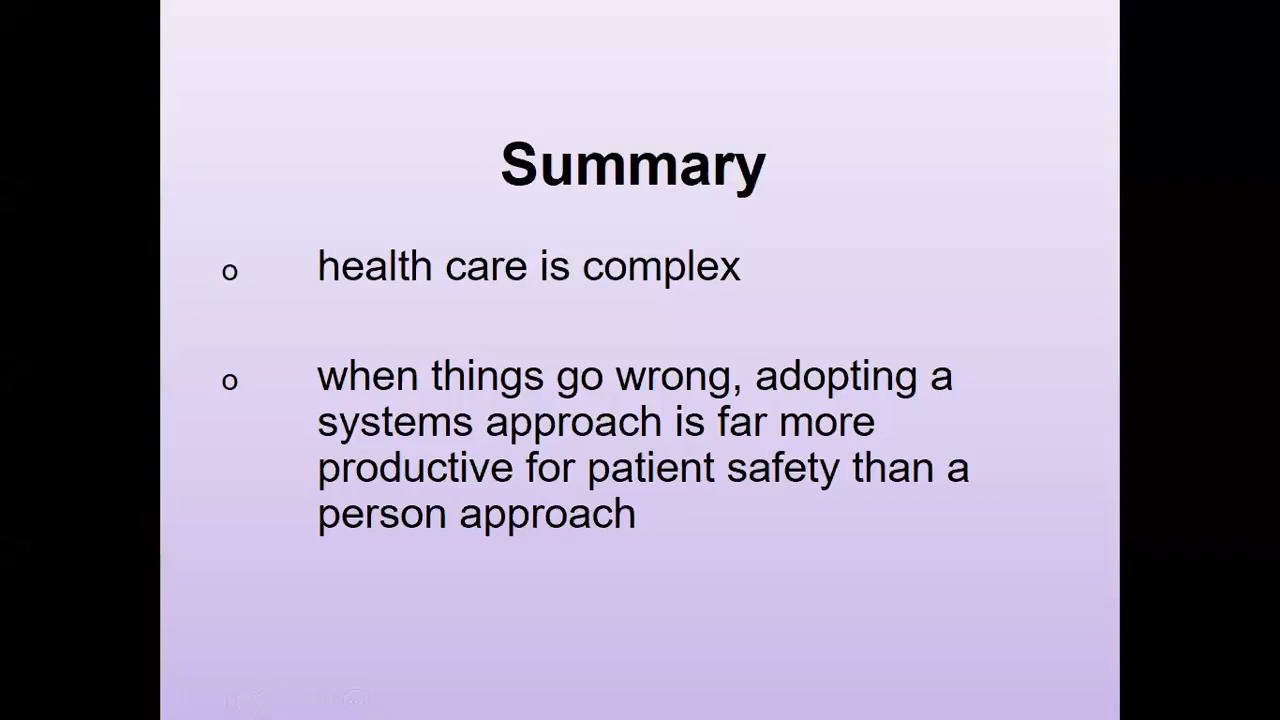 Summary
o health care is complex
o when things go wrong, adopting a
systems approach is far more
productive for patient safety than a
person approach